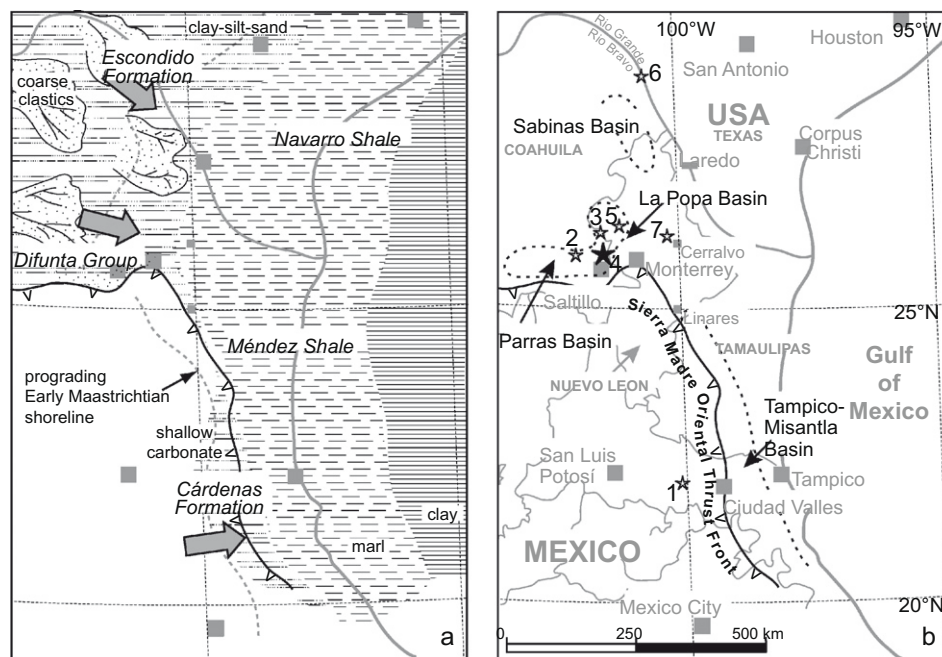 clay-silt-sand
Escondido
Formation
coarse
clastics
Navarro Shale
Difunta Group
Méndez Shale
prograding
Early Maastrichtian
shoreline
shallow
carbonate
Cárdenas
Formation
clay
marl
a
100°W
95°W
Houston
Rio Grande
Rio Bravo
6
San Antonio
USA
TEXAS
Sabinas Basin
COAHUILA
Corpus
Christi
aredo
La Popa Basin
3 5
2
7
4
Cerralvo
Monterrey
Saltillo
25°N
Linares
Parras Basin
Sierra Madre Oriental Thrust Front
TAMAULIPAS
Gulf
of
Mexico
NUEVO LEON
Tampico-
Misantla
Basin
San Luis
Potosí
1
Tampico
Ciudad Valles
MEXICO
20°N
Mexico City
0
250
500 km
b